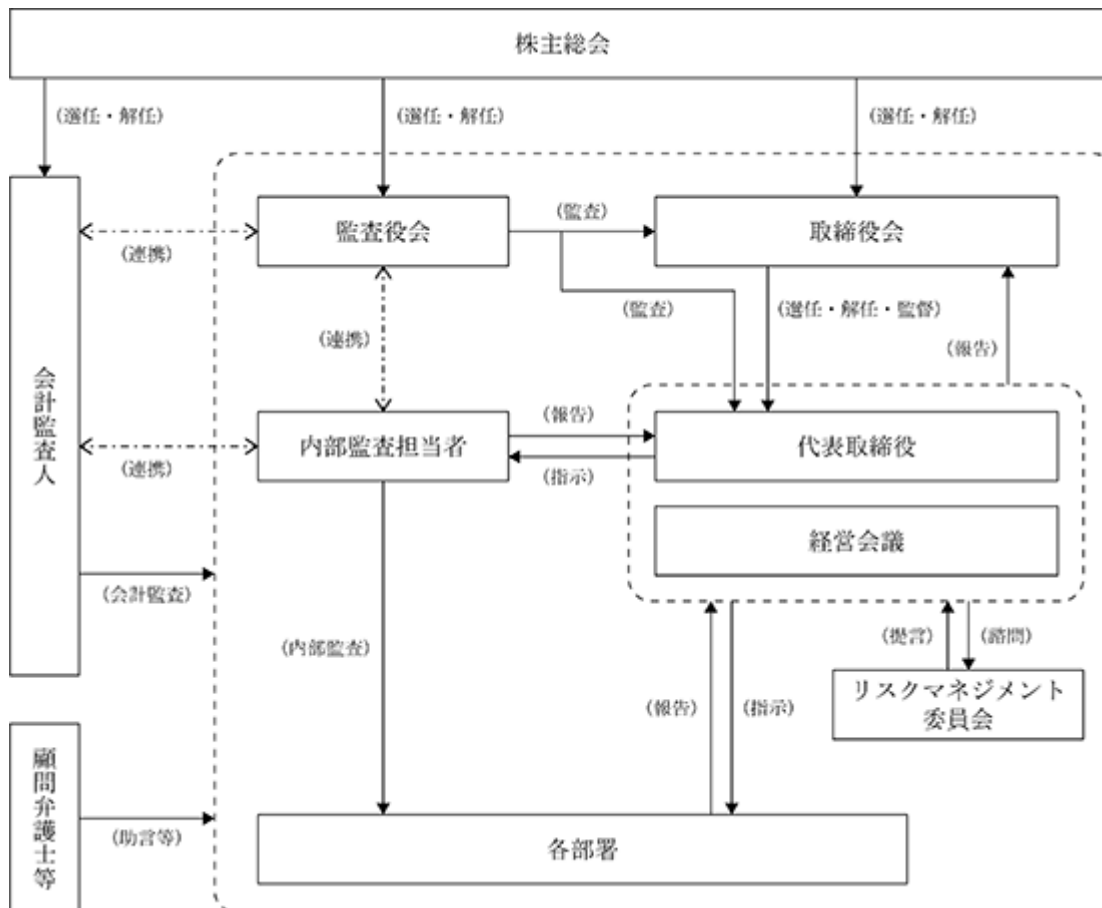 株主総会
(選任・解任)
(選任・解任)
(選任・解任)
監査役会
(監査)
取締役会
(連携)
(監査)
(選任・解任・監督)
(連携)
(報告)
会計監査人
内部監査担当者
(報告)
(指示)
代表取締役
(連携)
経営会議
(会計監査)
(内部監査)
(提言)
(諮問)
リスクマネジメント
委員会
(報告)
(指示)
顧問弁護士等
(助言等)
各部署